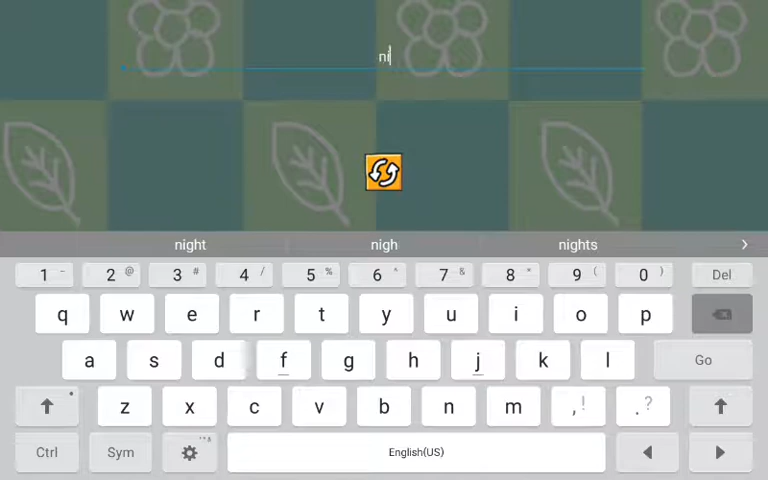 ni
night nigh nights >
1 - 2 @ 3 # 4 / 5 % 6 ^ 7 & 8 * 9 ( 0 ) Del
q w e r t y u i o p
a s d f g h j k l Go
z x c v b n m , ! . ?
Ctrl Sym English(US)